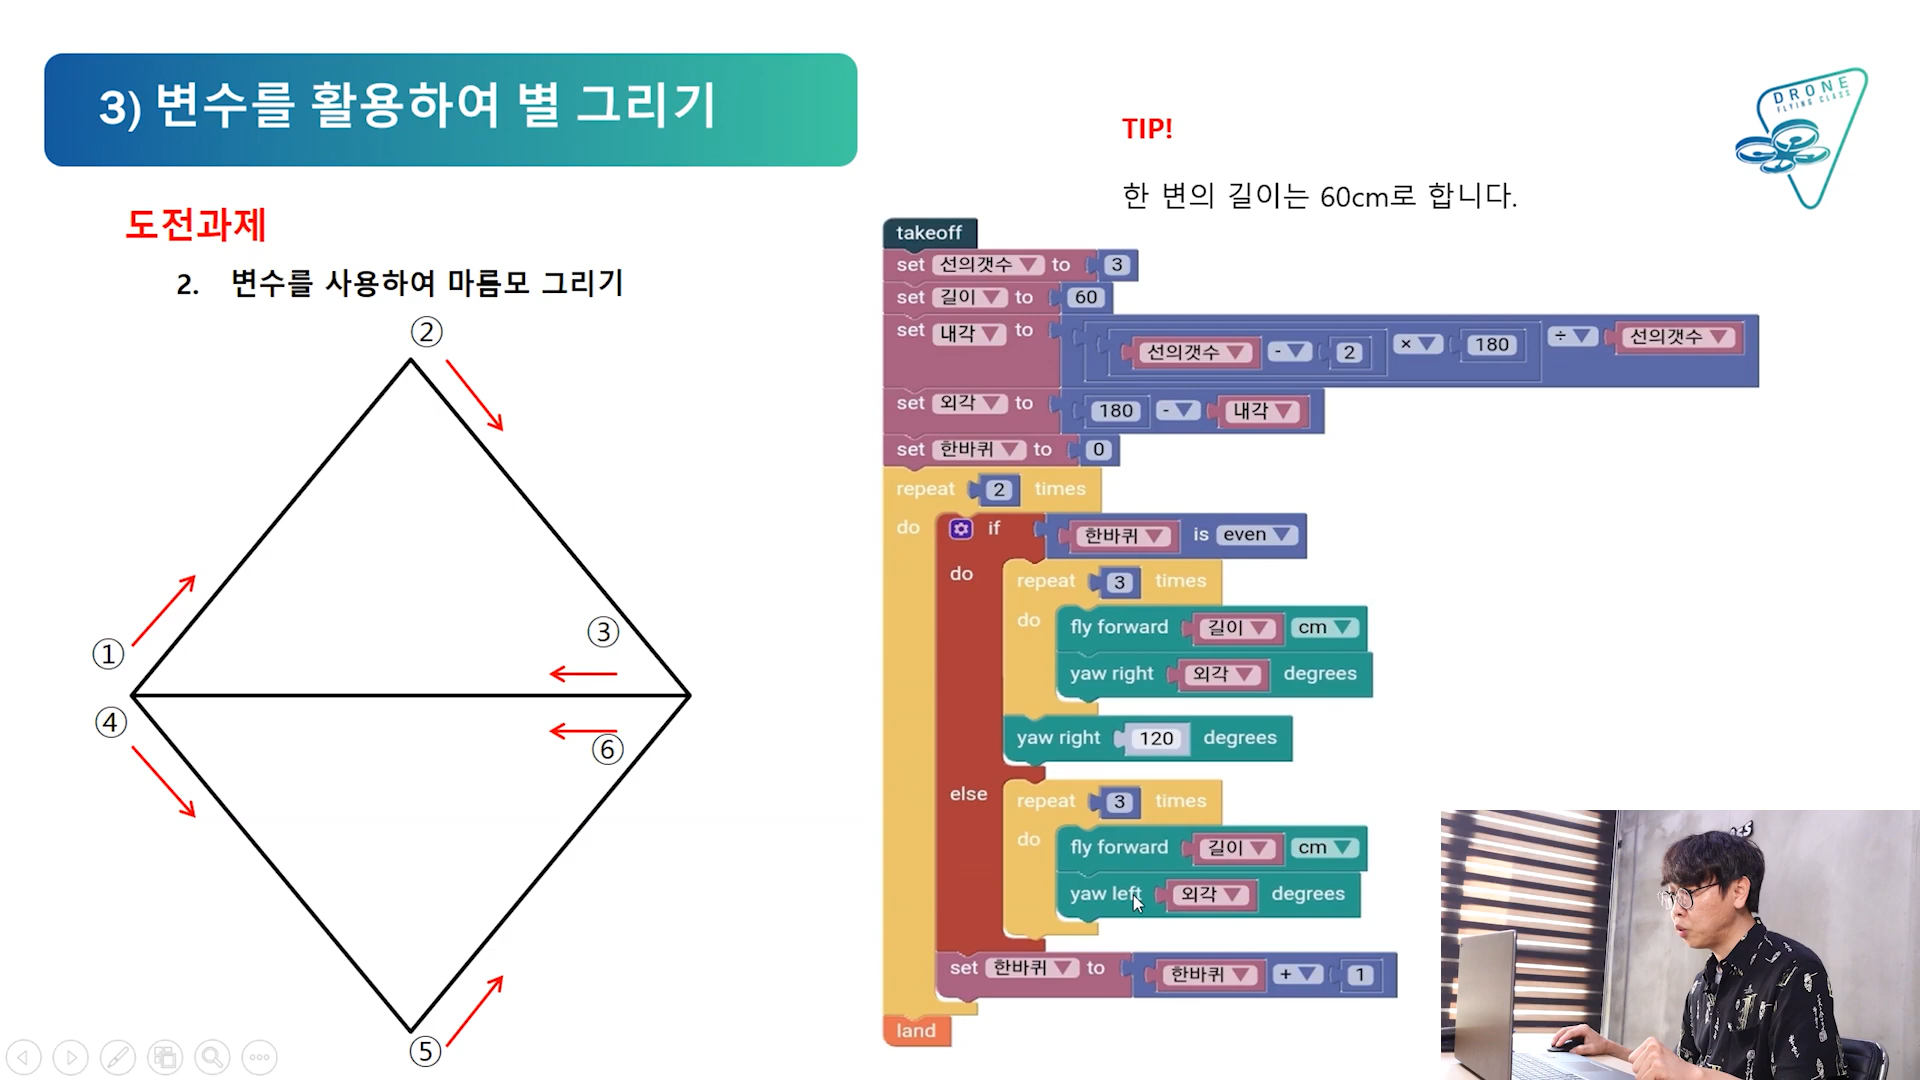 3) 변수를 활용하여 별 그리기
DRONE
FLYING CLASS
TIP!
한 변의 길이는 60cm로 합니다.
도전과제
2. 변수를 사용하여 마름모 그리기
②
①
③
④
⑥
⑤
takeoff
set 선의갯수 to 3
set 길이 to 60
set 내각 to 선의갯수 - 2 × 180 ÷ 선의갯수
set 외각 to 180 - 내각
set 한바퀴 to 0
repeat 2 times
do if 한바퀴 is even
do repeat 3 times
do fly forward 길이 cm
yaw right 외각 degrees
yaw right 120 degrees
else repeat 3 times
do fly forward 길이 cm
yaw left 외각 degrees
set 한바퀴 to 한바퀴 + 1
land